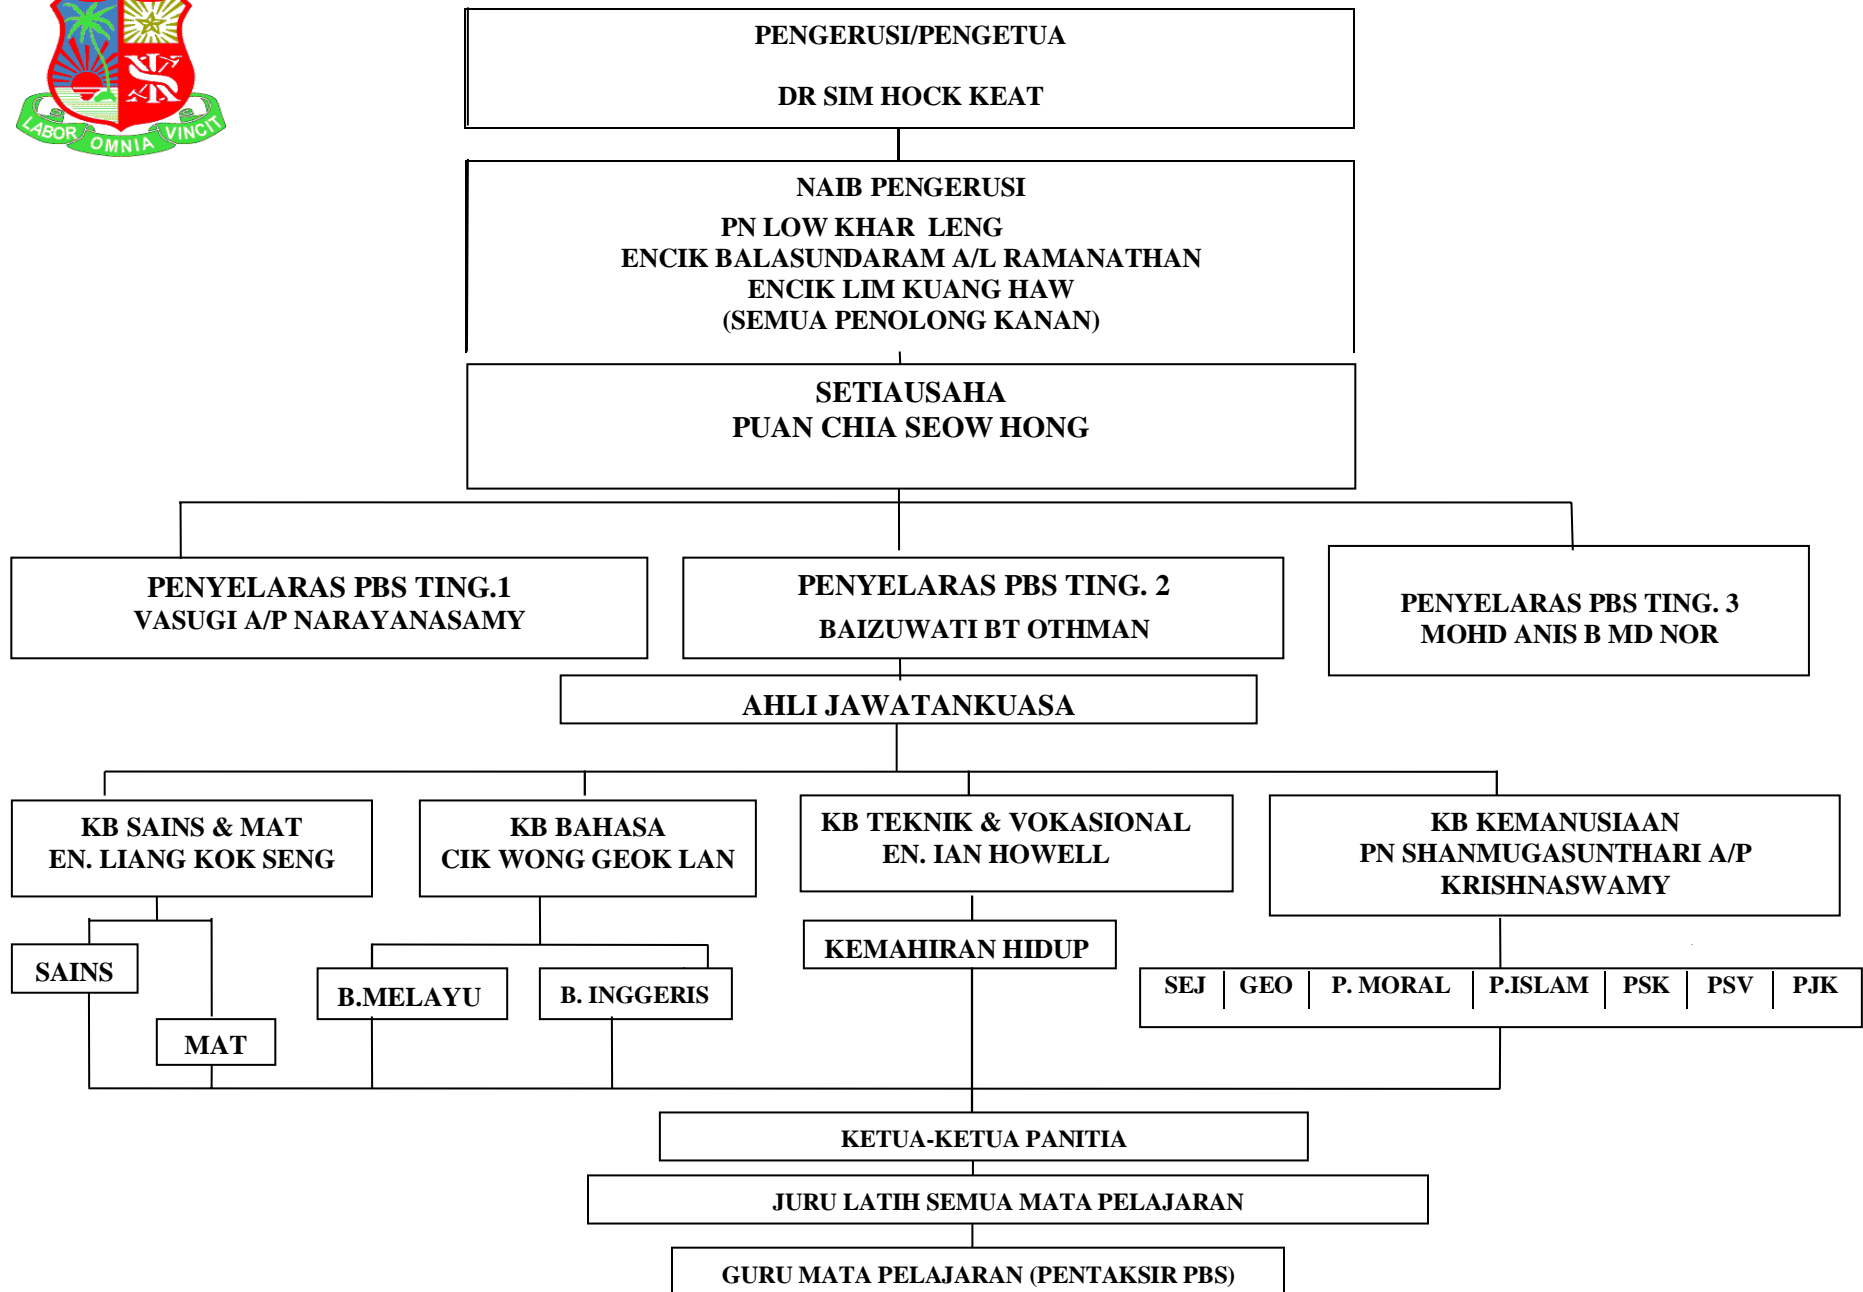 LABOR OMNIA VINCIT
PENGERUSI/PENGETUA
DR SIM HOCK KEAT
NAIB PENGERUSI
PN LOW KHAR LENG
ENCIK BALASUNDARAM A/L RAMANATHAN
ENCIK LIM KUANG HAW
(SEMUA PENOLONG KANAN)
SETIAUSAHA
PUAN CHIA SEOW HONG
PENYELARAS PBS TING.1
VASUGI A/P NARAYANASAMY
PENYELARAS PBS TING. 2
BAIZUWATI BT OTHMAN
PENYELARAS PBS TING. 3
MOHD ANIS B MD NOR
AHLI JAWATANKUASA
KB SAINS & MAT
EN. LIANG KOK SENG
KB BAHASA
CIK WONG GEOK LAN
KB TEKNIK & VOKASIONAL
EN. IAN HOWELL
KB KEMANUSIAAN
PN SHANMUGASUNTHARI A/P
KRISHNASWAMY
SAINS
MAT
B.MELAYU
B. INGGERIS
KEMAHIRAN HIDUP
SEJ GEO P. MORAL P.ISLAM PSK PSV PJK
KETUA-KETUA PANITIA
JURU LATIH SEMUA MATA PELAJARAN
GURU MATA PELAJARAN (PENTAKSIR PBS)